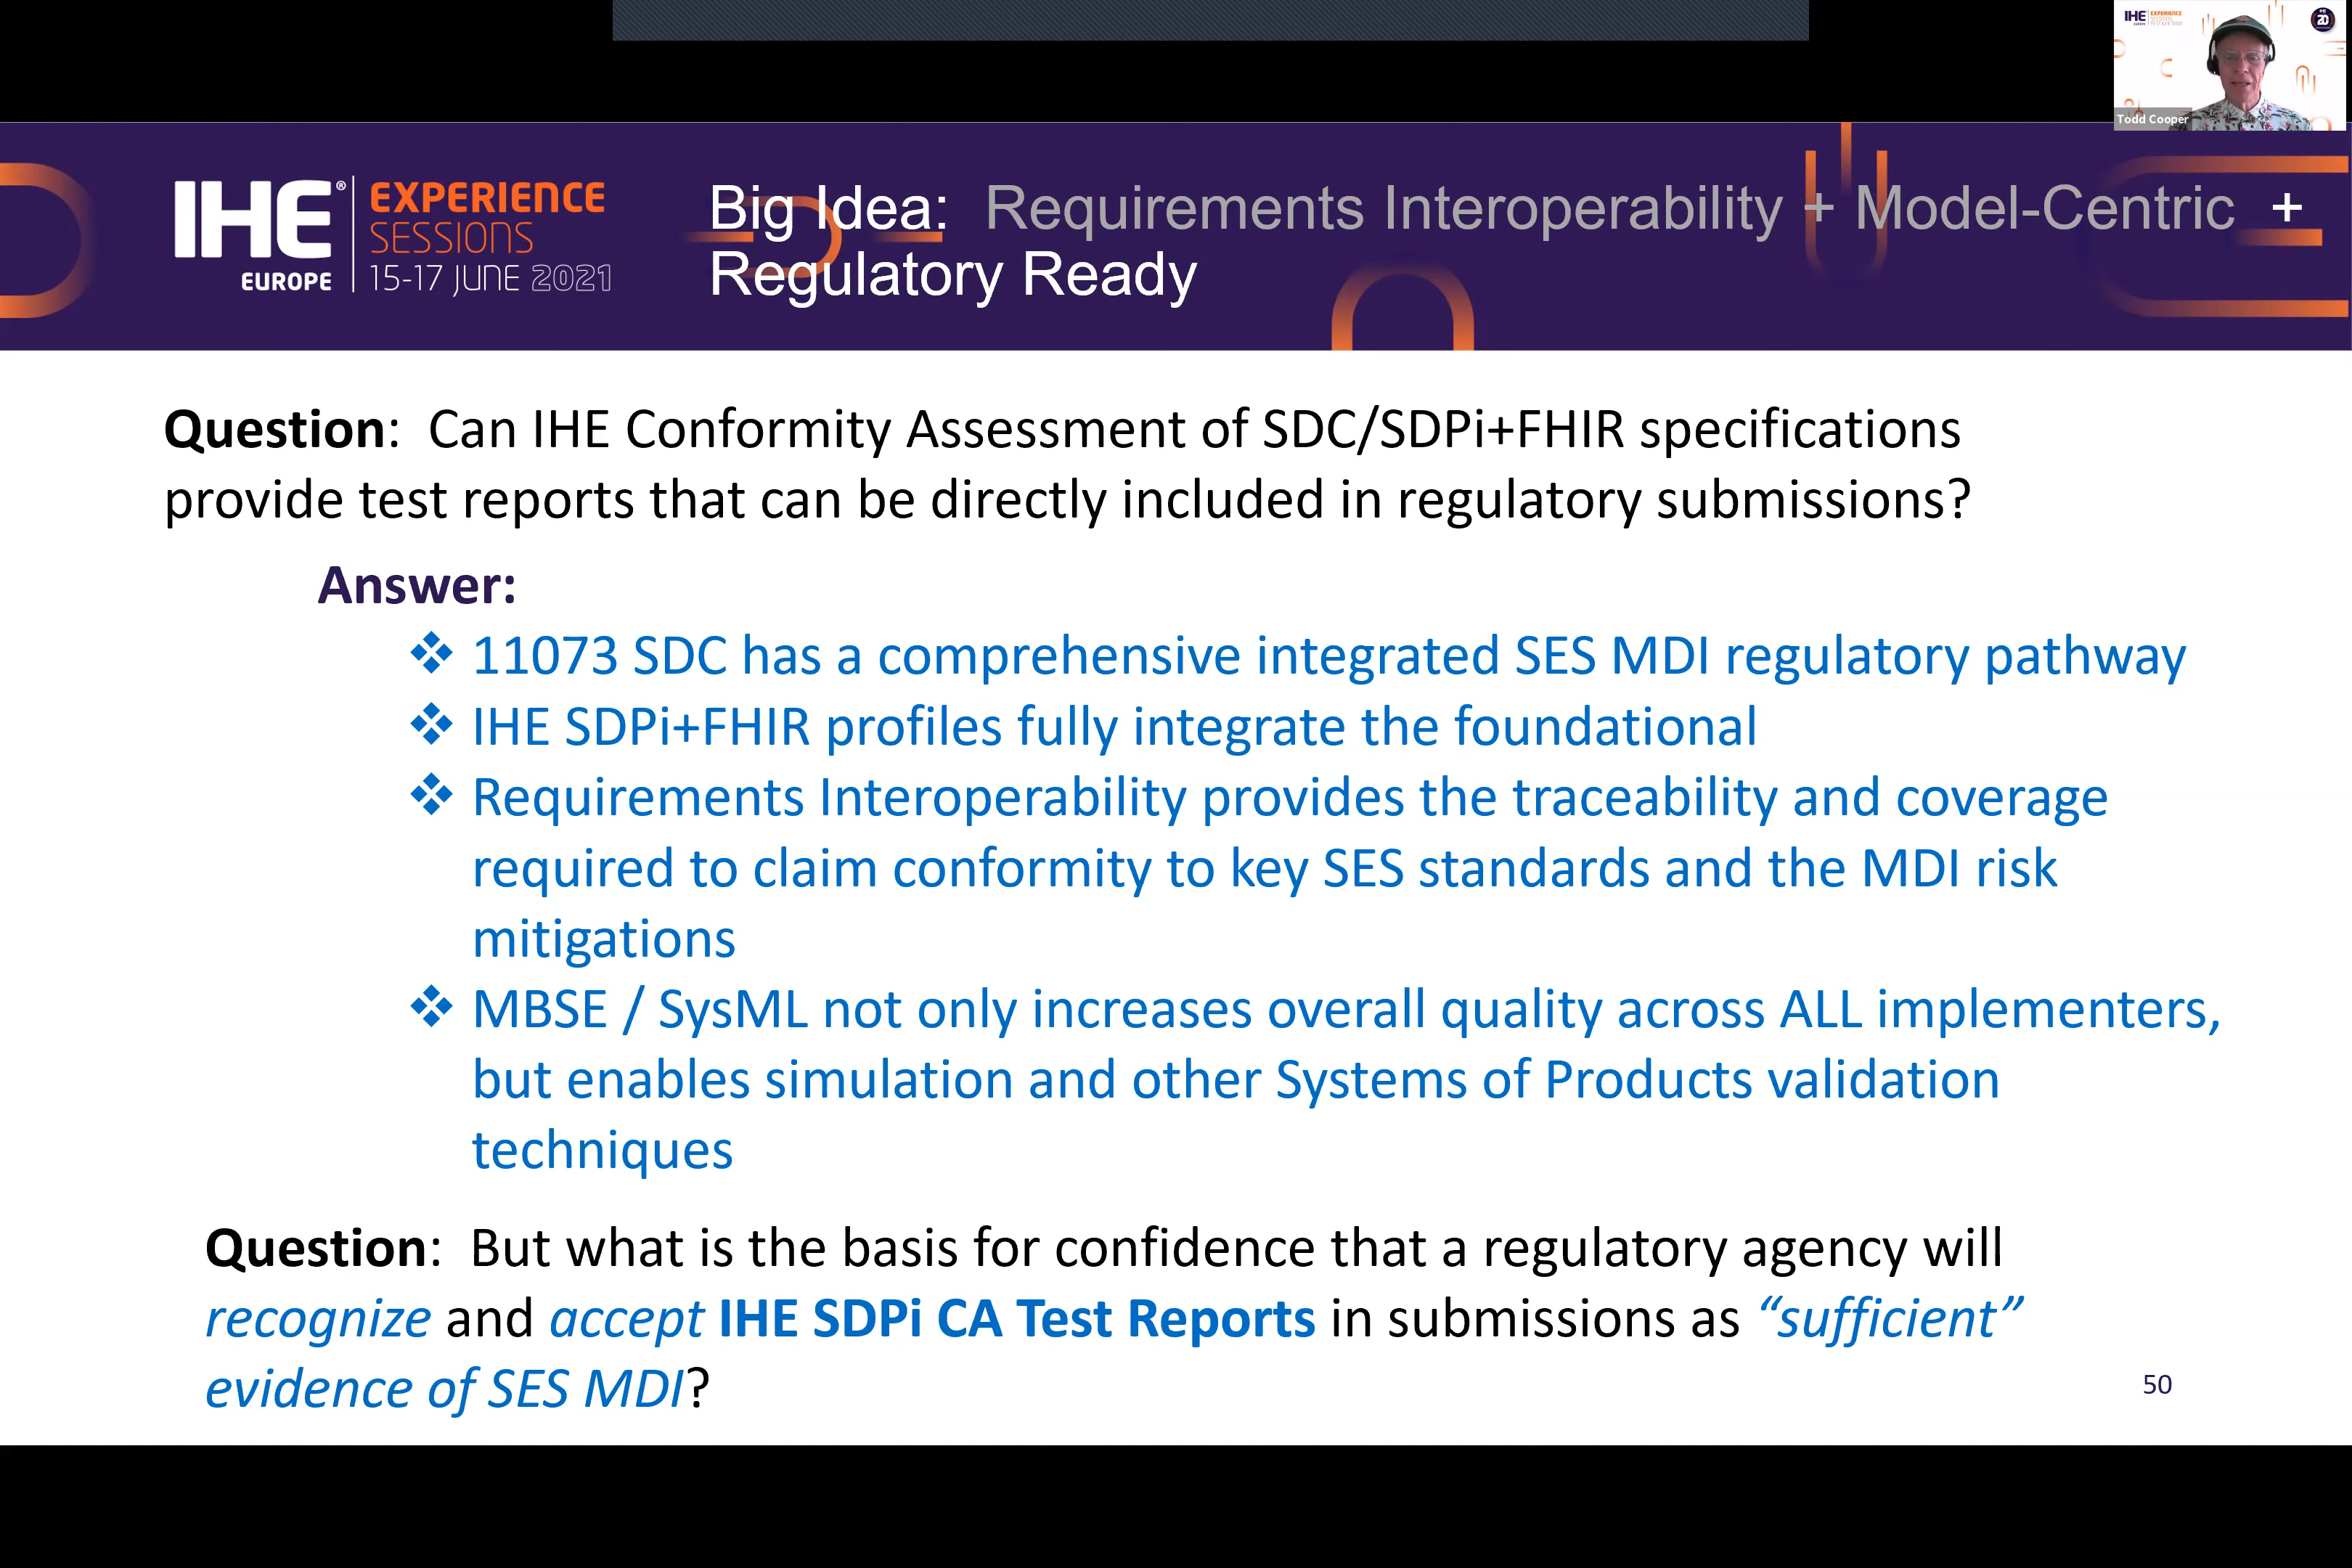 Todd Cooper
IHE® EXPERIENCE
SESSIONS
EUROPE 15-17 JUNE 2021
Big Idea: Requirements Interoperability + Model-Centric +
Regulatory Ready
Question: Can IHE Conformity Assessment of SDC/SDPi+FHIR specifications
provide test reports that can be directly included in regulatory submissions?
Answer:
❖ 11073 SDC has a comprehensive integrated SES MDI regulatory pathway
❖ IHE SDPi+FHIR profiles fully integrate the foundational
❖ Requirements Interoperability provides the traceability and coverage
required to claim conformity to key SES standards and the MDI risk
mitigations
❖ MBSE / SysML not only increases overall quality across ALL implementers,
but enables simulation and other Systems of Products validation
techniques
Question: But what is the basis for confidence that a regulatory agency will
recognize and accept IHE SDPi CA Test Reports in submissions as “sufficient”
evidence of SES MDI?
50